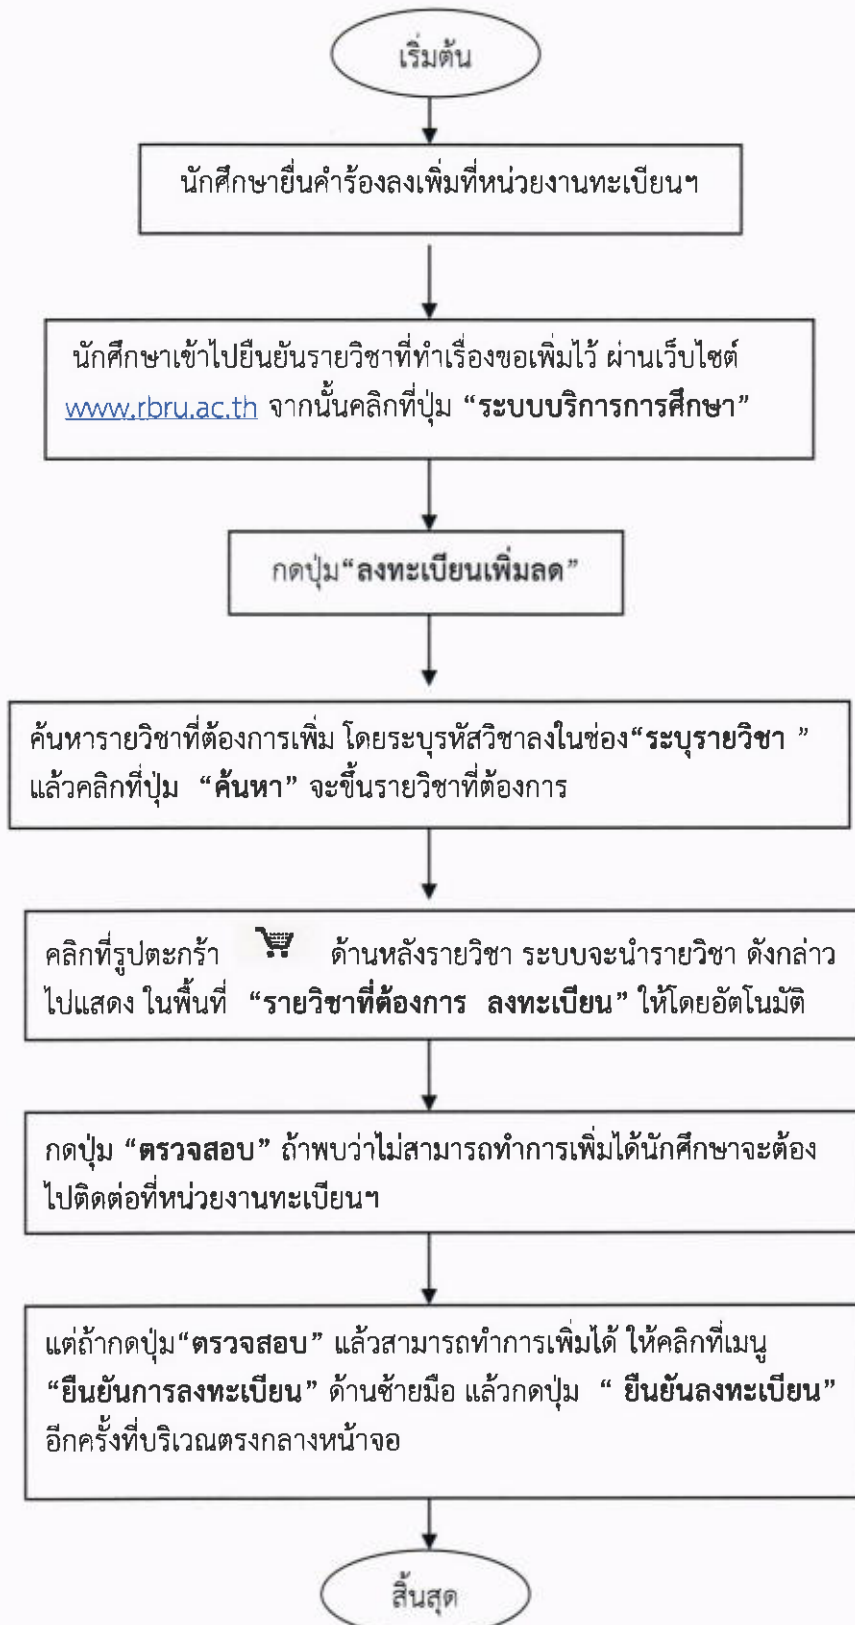 เริ่มต้น
นักศึกษายื่นคำร้องลงเพิ่มที่หน่วยงานทะเบียนฯ
นักศึกษาเข้าไปยืนยันรายวิชาที่ทำเรื่องขอเพิ่มไว้ ผ่านเว็บไซต์
www.rbru.ac.th จากนั้นคลิกที่ปุ่ม “ระบบบริการการศึกษา”
กดปุ่ม“ลงทะเบียนเพิ่มลด”
ค้นหารายวิชาที่ต้องการเพิ่ม โดยระบุรหัสวิชาลงในช่อง“ระบุรายวิชา ”
แล้วคลิกที่ปุ่ม “ค้นหา” จะขึ้นรายวิชาที่ต้องการ
คลิกที่รูปตะกร้า ด้านหลังรายวิชา ระบบจะนำรายวิชา ดังกล่าว
ไปแสดง ในพื้นที่ “รายวิชาที่ต้องการ ลงทะเบียน” ให้โดยอัตโนมัติ
กดปุ่ม “ตรวจสอบ” ถ้าพบว่าไม่สามารถทำการเพิ่มได้นักศึกษาจะต้อง
ไปติดต่อที่หน่วยงานทะเบียนฯ
แต่ถ้ากดปุ่ม“ตรวจสอบ” แล้วสามารถทำการเพิ่มได้ ให้คลิกที่เมนู
“ยืนยันการลงทะเบียน” ด้านซ้ายมือ แล้วกดปุ่ม “ ยืนยันลงทะเบียน”
อีกครั้งที่บริเวณตรงกลางหน้าจอ
สิ้นสุด